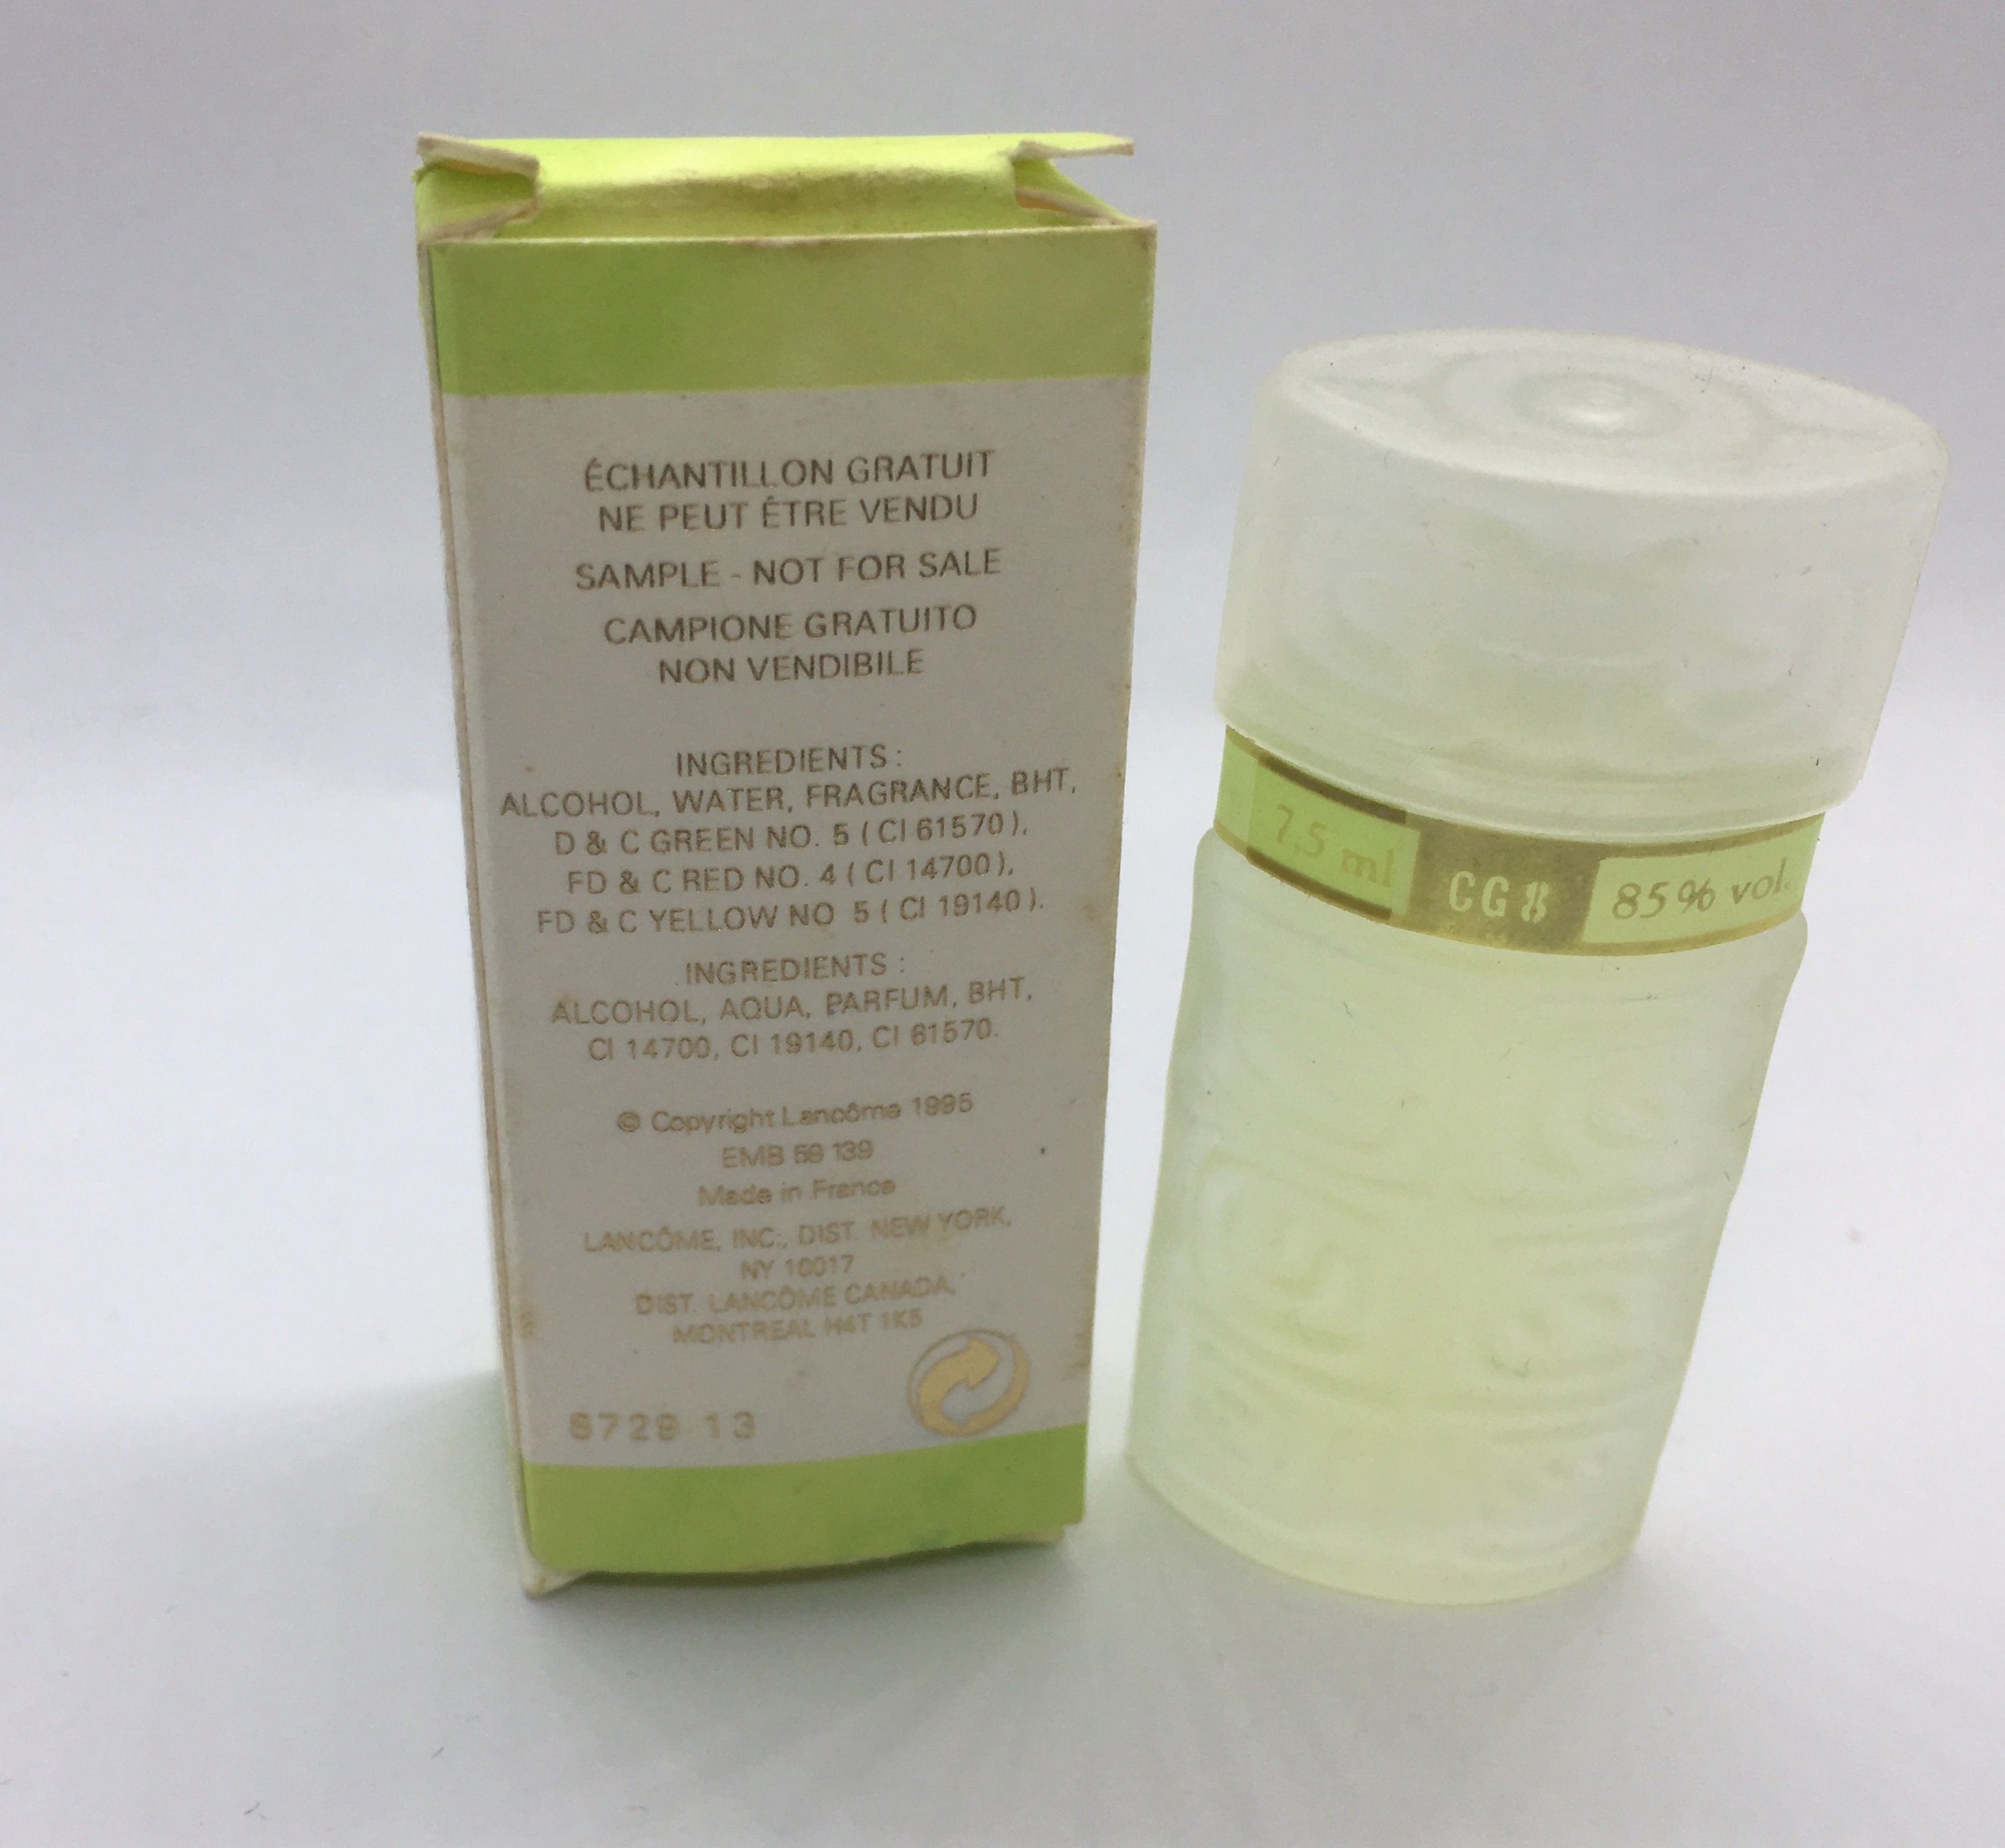 ÉCHANTILLON GRATUIT
NE PEUT ÊTRE VENDU
SAMPLE - NOT FOR SALE
CAMPIONE GRATUITO
NON VENDIBILE
INGREDIENTS :
ALCOHOL, WATER, FRAGRANCE, BHT,
D & C GREEN NO. 5 ( CI 61570 ),
FD & C RED NO. 4 ( CI 14700 ),
FD & C YELLOW NO 5 ( CI 19140 ).
INGREDIENTS :
ALCOHOL, AQUA, PARFUM, BHT,
CI 14700, CI 19140, CI 61570.
© Copyright Lancôme 1995
EMB 59 139
Made in France
LANCÔME, INC., DIST. NEW YORK,
NY 10017
DIST. LANCÔME CANADA,
MONTREAL H4T 1K5
8729 13
7,5 ml
CG 8
85% vol.